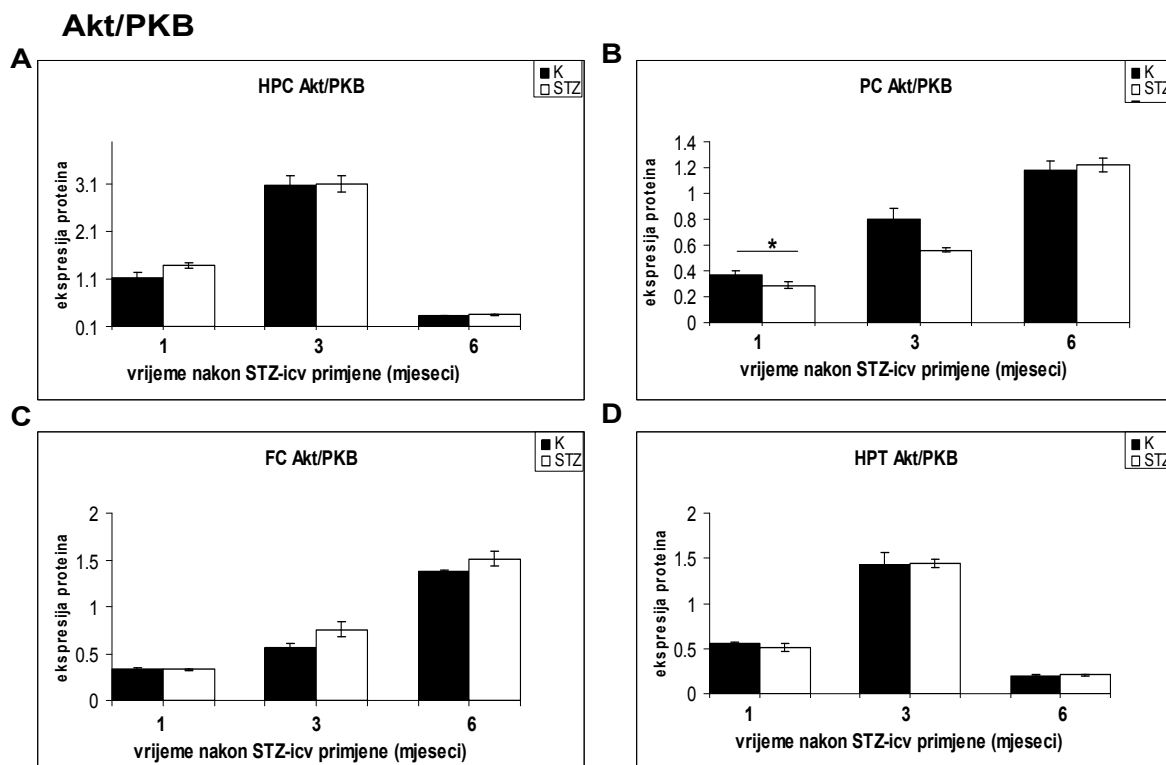 Akt/PKB
A
HPC Akt/PKB
K
STZ
ekspresija proteina
3.1
2.1
1.1
0.1
1 3 6
vrijeme nakon STZ-icv primjene (mjeseci)
B
PC Akt/PKB
K
STZ
ekspresija proteina
1.4
1.2
1
0.8
0.6
0.4
0.2
0
*
1 3 6
vrijeme nakon STZ-icv primjene (mjeseci)
C
FC Akt/PKB
K
STZ
ekspresija proteina
2
1.5
1
0.5
0
1 3 6
vrijeme nakon STZ-icv primjene (mjeseci)
D
HPT Akt/PKB
K
STZ
ekspresija proteina
2
1.5
1
0.5
0
1 3 6
vrijeme nakon STZ-icv primjene (mjeseci)